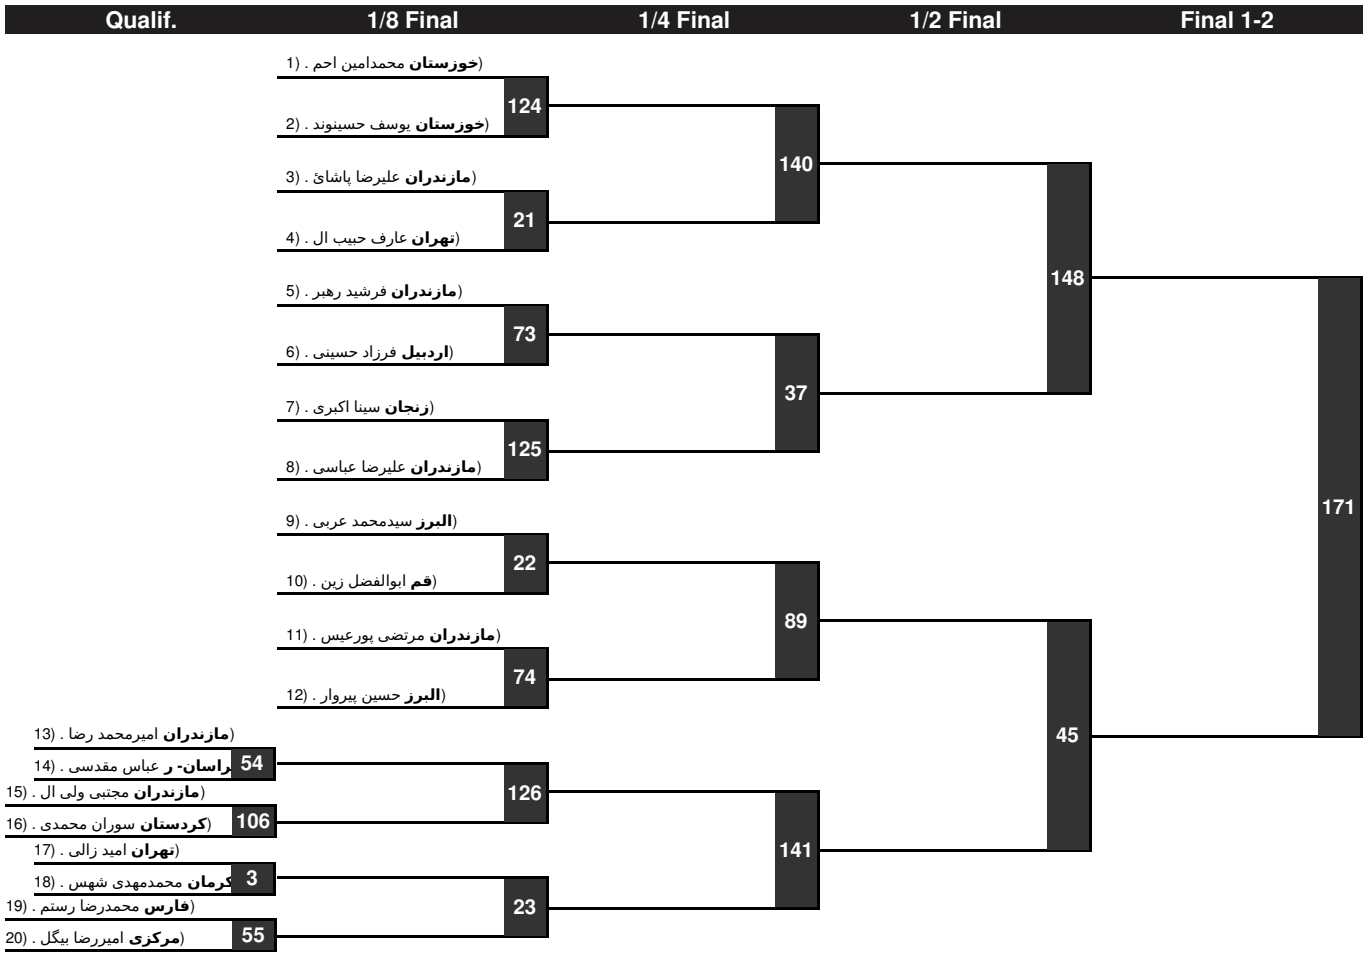 Qualif. 1/8 Final 1/4 Final 1/2 Final Final 1-2
1) . محمدامین احم خوزستان)
124
2) . یوسف حسینوند خوزستان)
140
3) . علیرضا پاشائ مازندران)
21
4) . عارف حبیب ال تهران)
148
5) . فرشید رهبر مازندران)
73
6) . فرزاد حسینی اردبیل)
37
7) . سینا اکبری زنجان)
125
8) . علیرضا عباسی مازندران)
171
9) . سیدمحمد عربی البرز)
22
10) . ابوالفضل زین قم)
89
11) . مرتضی پورعیس مازندران)
74
12) . حسین پیروار البرز)
13) . امیرمحمد رضا مازندران)
45
54
14) . عباس مقدسی راسان- ر
15) . مجتبی ولی ال مازندران)
126
106
16) . سوران محمدی کردستان)
17) . امید زالی تهران)
141
3
18) . محمدمهدی شهس کرمان
19) . محمدرضا رستم فارس)
23
55
20) . امیررضا بیگل مرکزی)